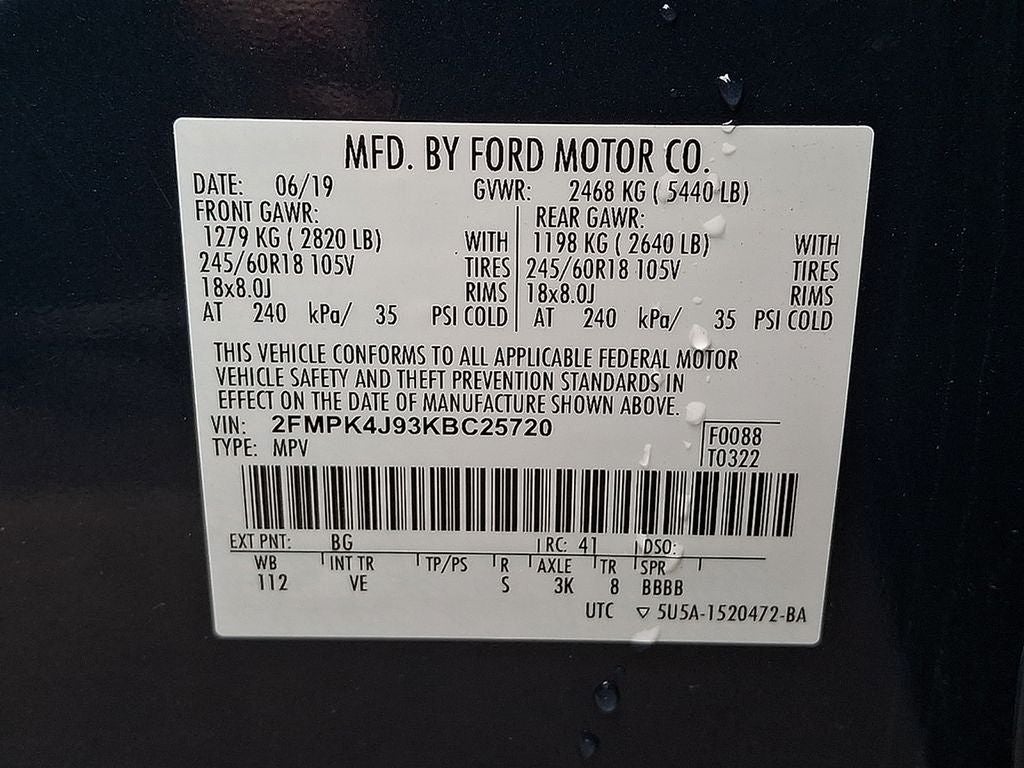 MFD. BY FORD MOTOR CO.
DATE: 06/19 GVWR: 2468 KG ( 5440 LB)
FRONT GAWR: REAR GAWR:
1279 KG ( 2820 LB) WITH 1198 KG ( 2640 LB) WITH
245/60R18 105V TIRES 245/60R18 105V TIRES
18x8.0J RIMS 18x8.0J RIMS
AT 240 kPa/ 35 PSI COLD AT 240 kPa/ 35 PSI COLD
THIS VEHICLE CONFORMS TO ALL APPLICABLE FEDERAL MOTOR
VEHICLE SAFETY AND THEFT PREVENTION STANDARDS IN
EFFECT ON THE DATE OF MANUFACTURE SHOWN ABOVE.
VIN: 2FMPK4J93KBC25720 F0088
TYPE: MPV T0322
EXT PNT: BG RC: 41 DSO:
WB INT TR TP/PS R AXLE TR SPR
112 VE S 3K 8 BBBB
UTC ▽ 5U5A-1520472-BA